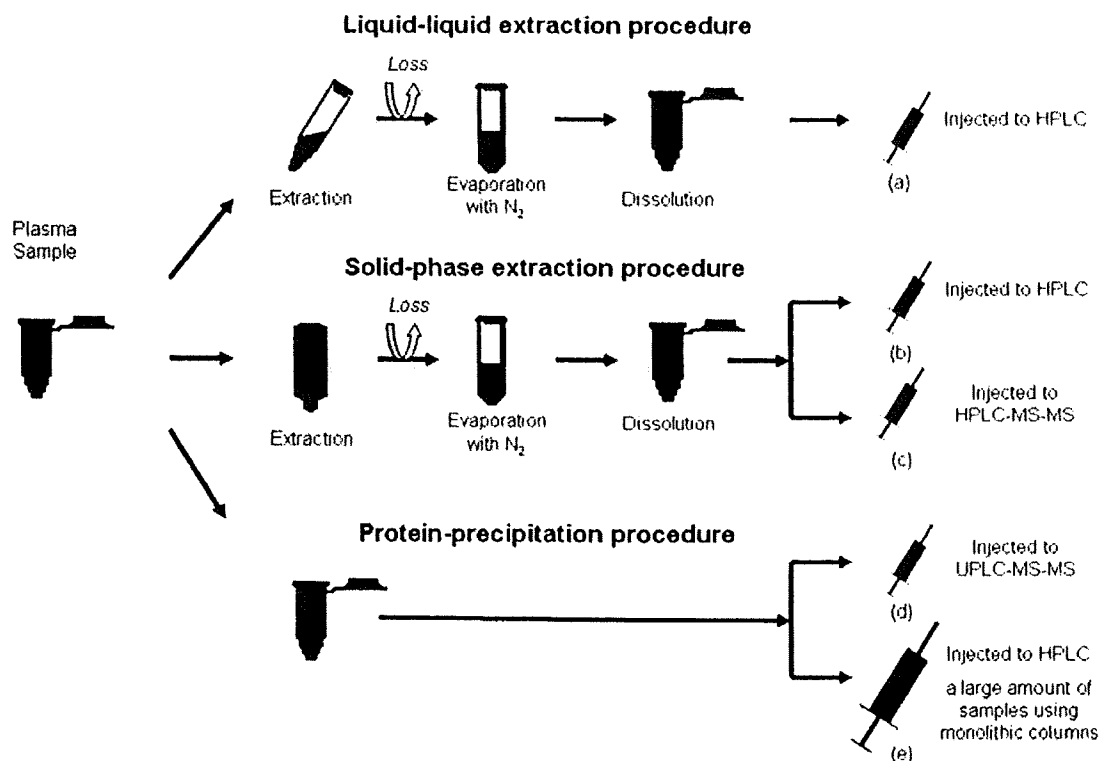 Liquid-liquid extraction procedure
Loss
Extraction
Evaporation
with N2
Dissolution
Injected to HPLC
(a)
Plasma
Sample
Solid-phase extraction procedure
Loss
Extraction
Evaporation
with N2
Dissolution
Injected to HPLC
(b)
Injected to
HPLC-MS-MS
(c)
Protein-precipitation procedure
Injected to
UPLC-MS-MS
(d)
Injected to HPLC
a large amount of
samples using
monolithic columns
(e)